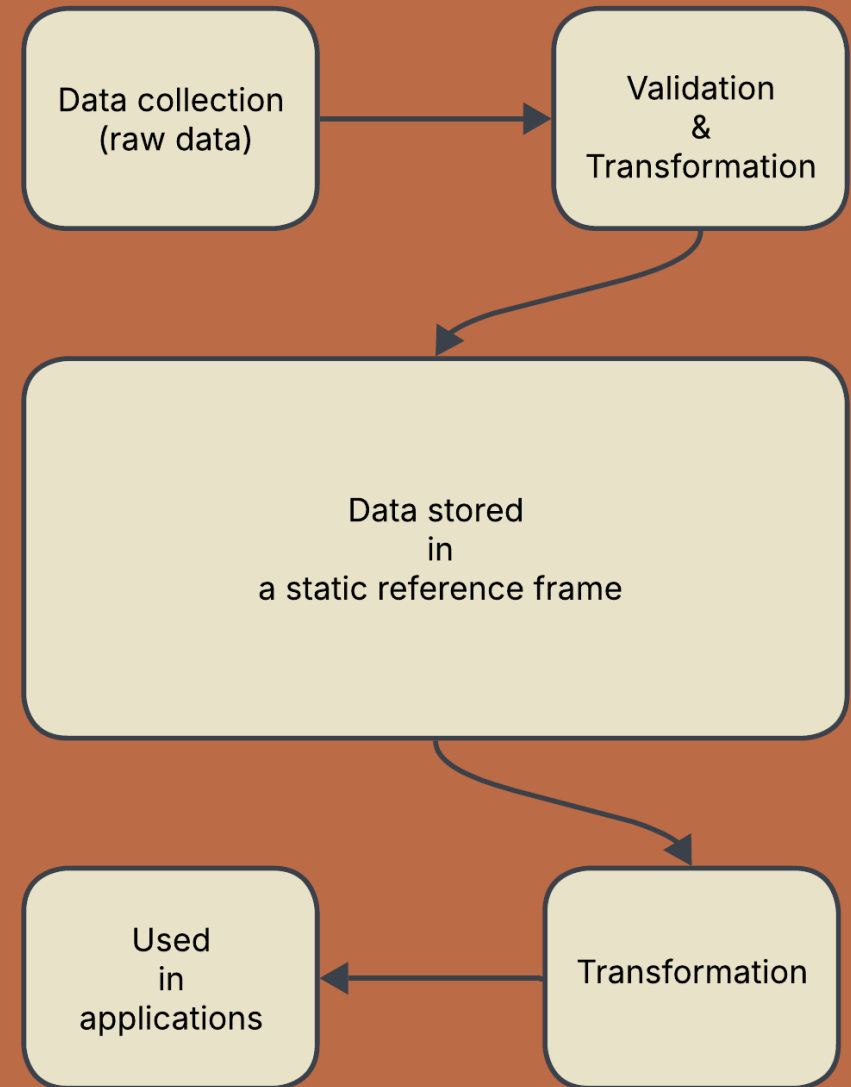 Data collection
(raw data)
Validation
&
Transformation
Data stored
in
a static reference frame
Transformation
Used
in
applications